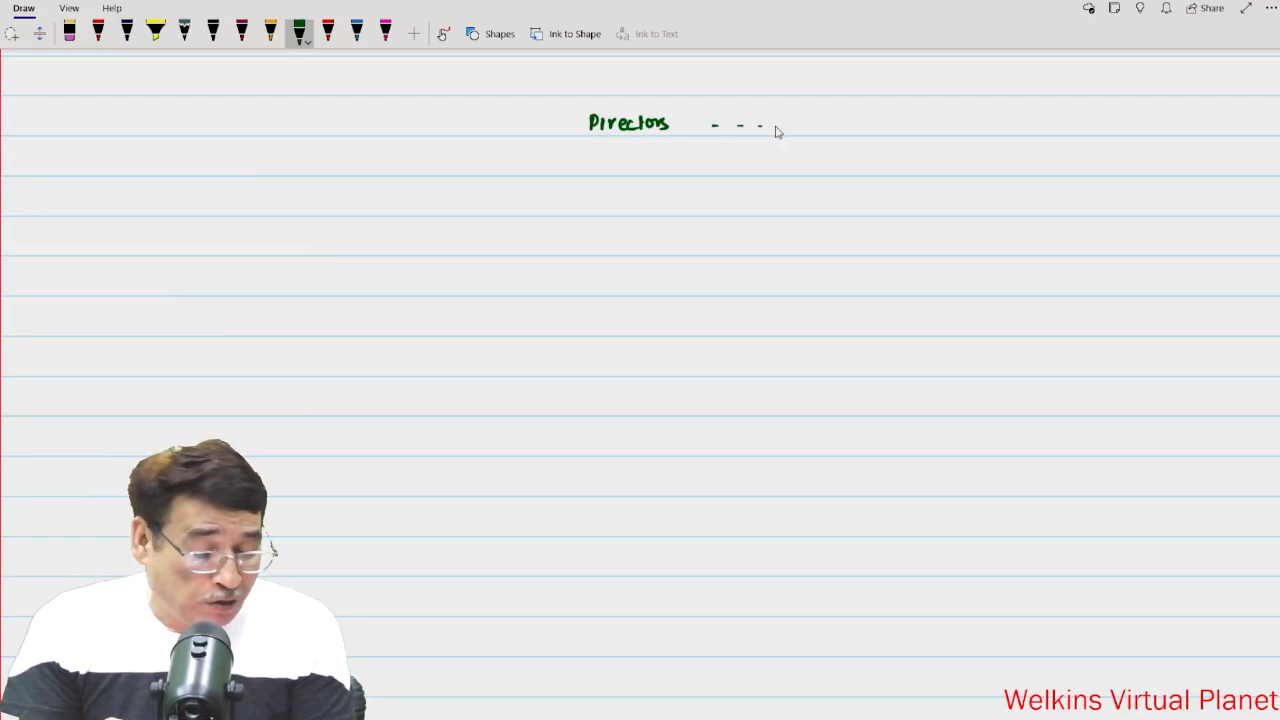 Draw View Help Share
Shapes Ink to Shape Ink to Text
Directors - - -
Welkins Virtual Planet